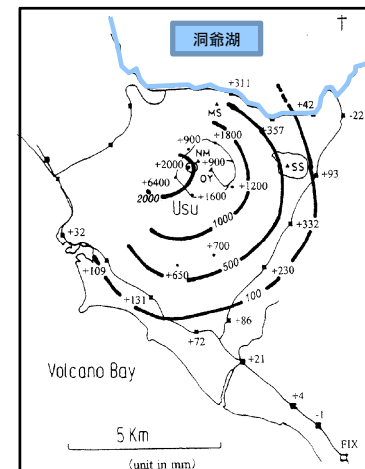 洞爺湖
+311
MS
+42
-22
+1800
+357
+900
NM
+2000
+900
SS
+93
OY
+6400
+1200
2000
+1600
Usu
+332
1000
+32
+700
500
+650
+230
+109
100
+131
+86
+72
+21
Volcano Bay
+4
-1
5 Km
FIX
(unit in mm)